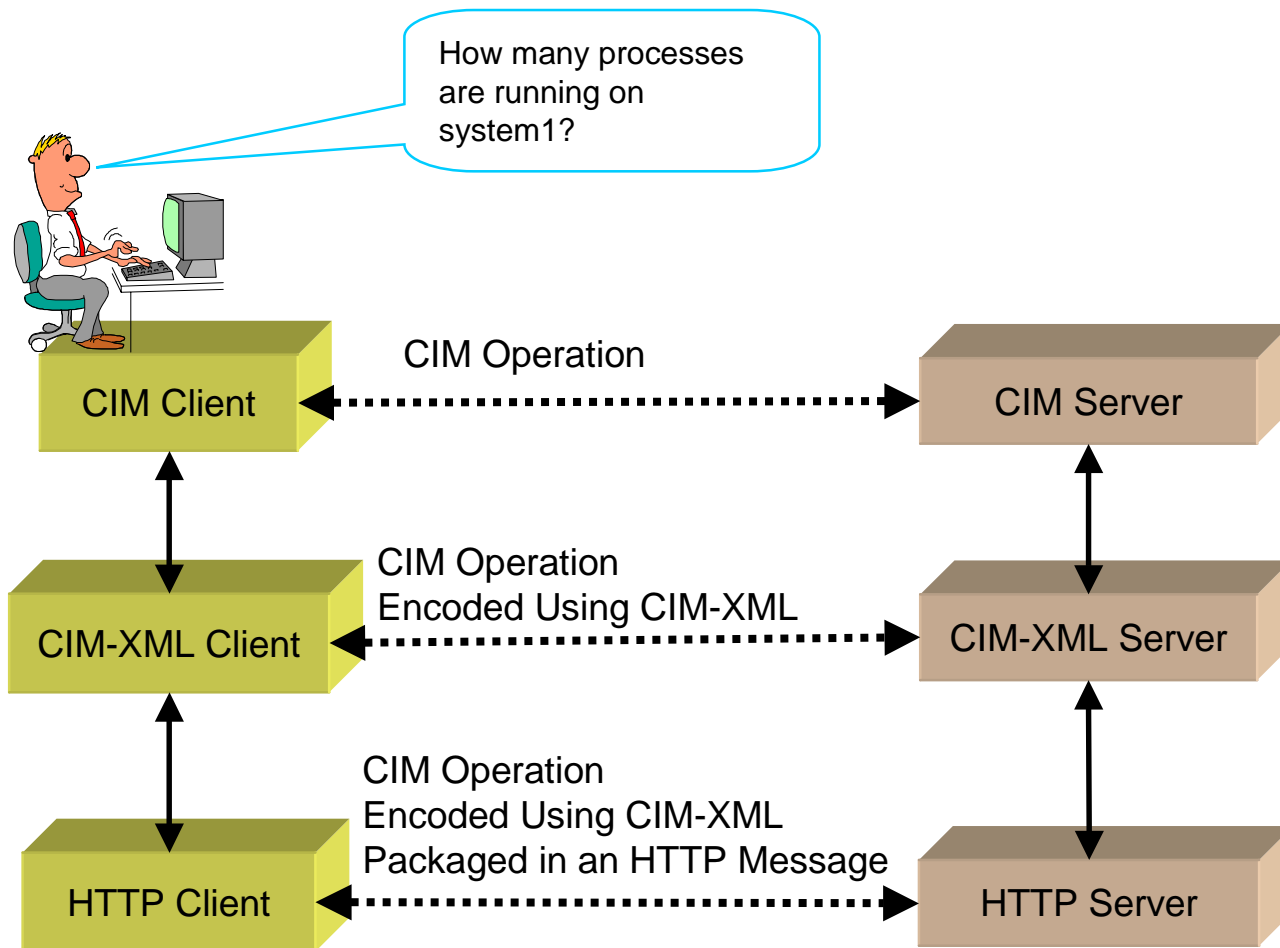 How many processes
are running on
system1?
CIM Operation
CIM Client
CIM Server
CIM Operation
Encoded Using CIM-XML
CIM-XML Client
CIM-XML Server
CIM Operation
Encoded Using CIM-XML
Packaged in an HTTP Message
HTTP Client
HTTP Server